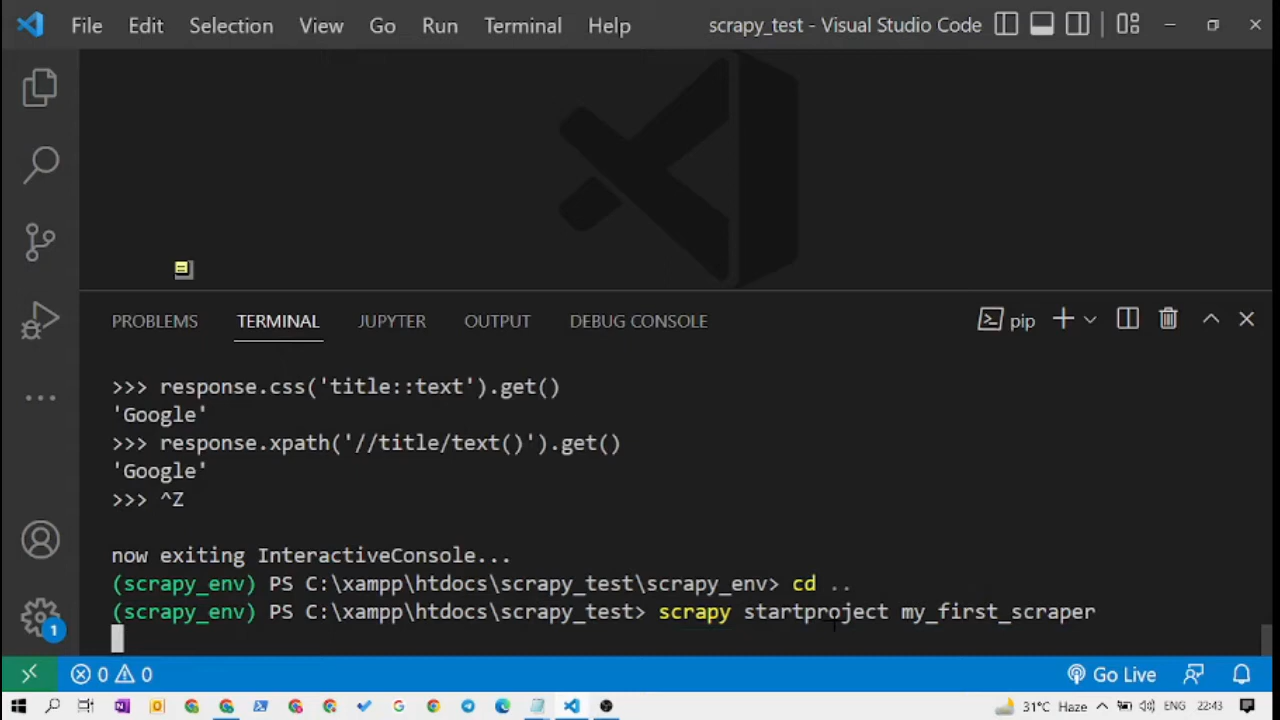 File Edit Selection View Go Run Terminal Help scrapy_test - Visual Studio Code
PROBLEMS TERMINAL JUPYTER OUTPUT DEBUG CONSOLE pip
>>> response.css('title::text').get()
'Google'
>>> response.xpath('//title/text()').get()
'Google'
>>> ^Z
now exiting InteractiveConsole...
(scrapy_env) PS C:\xampp\htdocs\scrapy_test\scrapy_env> cd ..
(scrapy_env) PS C:\xampp\htdocs\scrapy_test> scrapy startproject my_first_scraper
1
0 0 Go Live
31°C Haze ENG 22:43